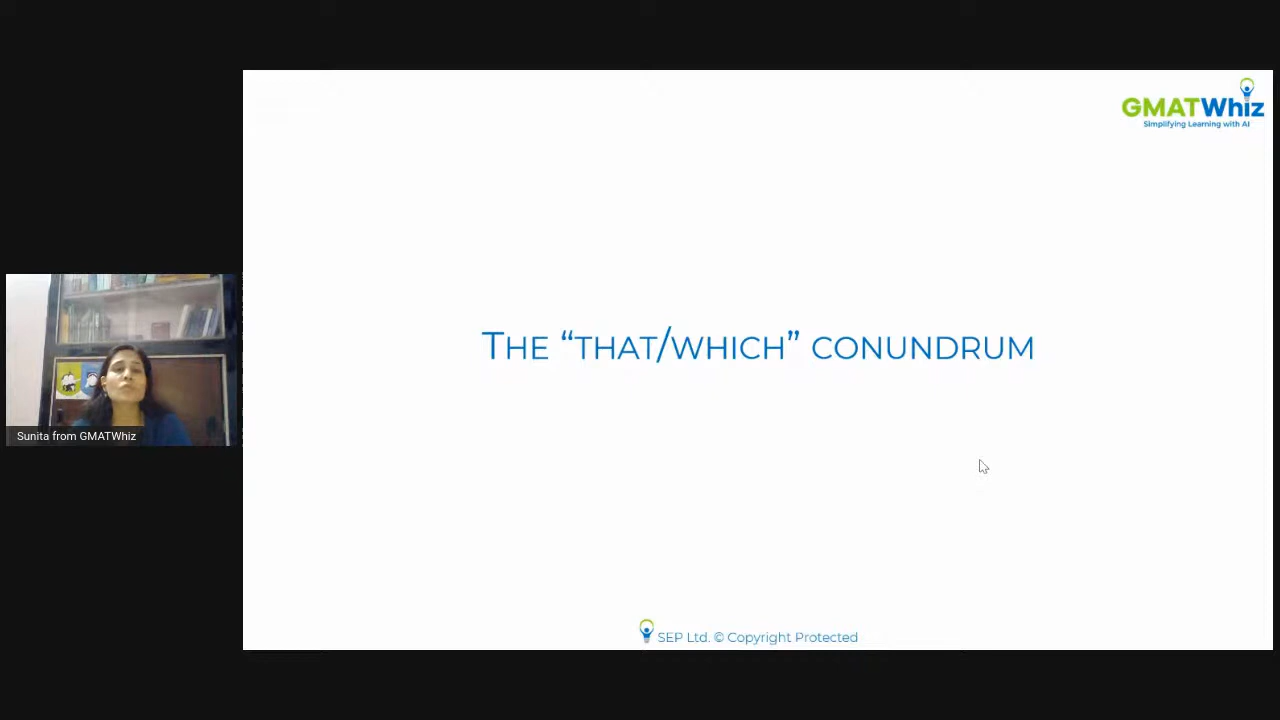 GMATWhiz
Simplifying Learning with AI
THE “THAT/WHICH” CONUNDRUM
Sunita from GMATWhiz
SEP Ltd. © Copyright Protected